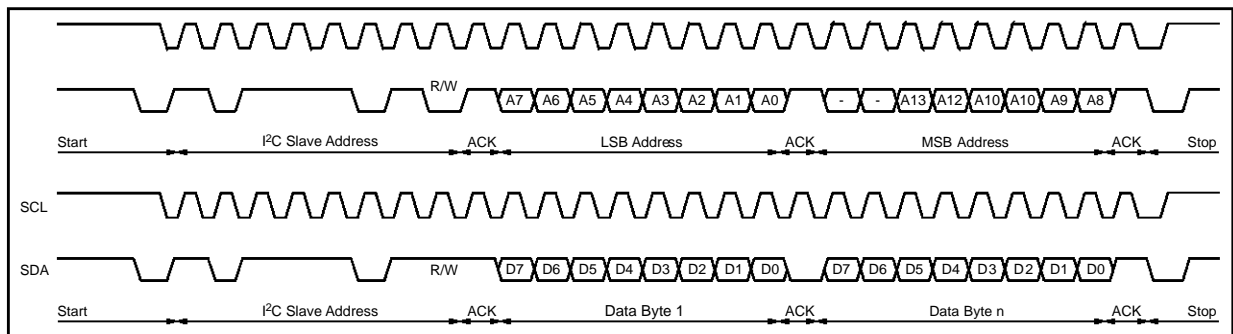 R/W
A7 A6 A5 A4 A3 A2 A1 A0 - - A13 A12 A10 A10 A9 A8
Start I²C Slave Address ACK LSB Address ACK MSB Address ACK Stop
SCL
SDA R/W D7 D6 D5 D4 D3 D2 D1 D0 D7 D6 D5 D4 D3 D2 D1 D0
Start I²C Slave Address ACK Data Byte 1 ACK Data Byte n ACK Stop